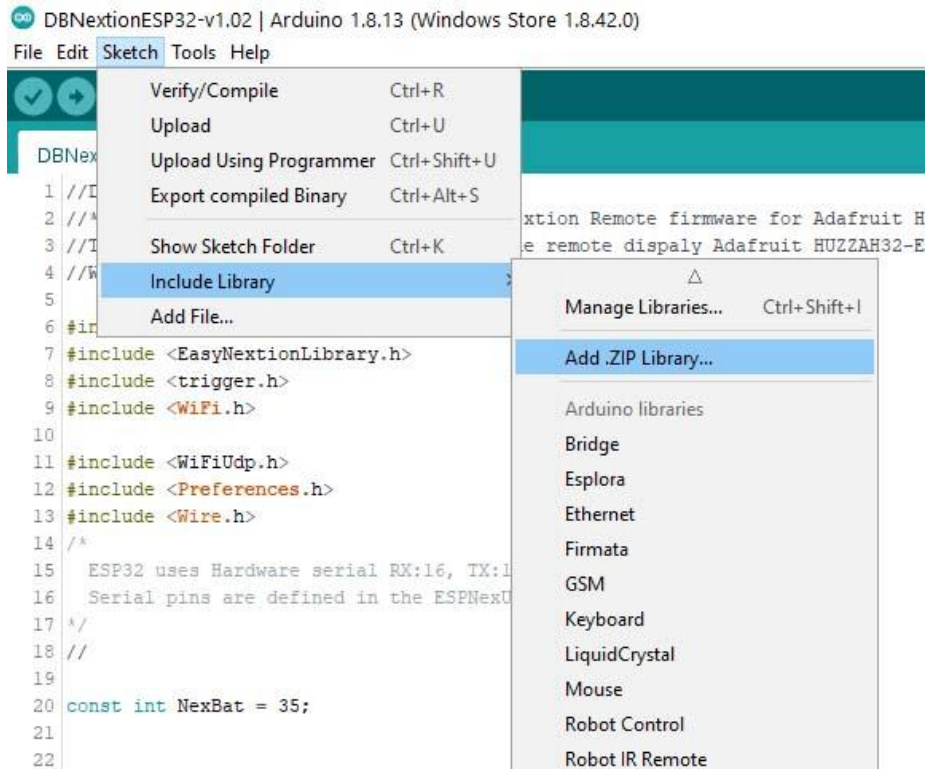 DBNextionESP32-v1.02 | Arduino 1.8.13 (Windows Store 1.8.42.0)
File Edit Sketch Tools Help
Verify/Compile Ctrl+R
Upload Ctrl+U
Upload Using Programmer Ctrl+Shift+U
Export compiled Binary Ctrl+Alt+S
Show Sketch Folder Ctrl+K
Include Library
Add File...
Manage Libraries... Ctrl+Shift+I
Add .ZIP Library...
Arduino libraries
Bridge
Esplora
Ethernet
Firmata
GSM
Keyboard
LiquidCrystal
Mouse
Robot Control
Robot IR Remote
DBNex
1 //D
2 //* xtion Remote firmware for Adafruit H
3 //T e remote dispaly Adafruit HUZZAH32-E
4 //W
5
6 #in
7 #include <EasyNextionLibrary.h>
8 #include <trigger.h>
9 #include <WiFi.h>
10
11 #include <WiFiUdp.h>
12 #include <Preferences.h>
13 #include <Wire.h>
14 /*
15 ESP32 uses Hardware serial RX:16, TX:1
16 Serial pins are defined in the ESPNexU
17 */
18 //
19
20 const int NexBat = 35;
21
22